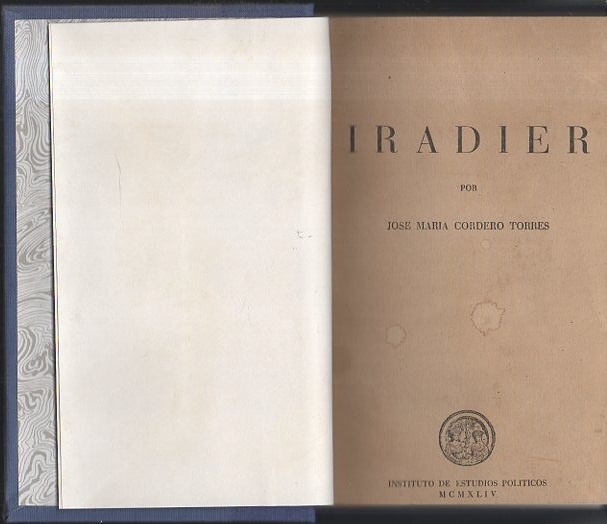 IRADIER
POR
JOSE MARIA CORDERO TORRES
INSTITUTO DE ESTUDIOS POLITICOS
MCMXLIV